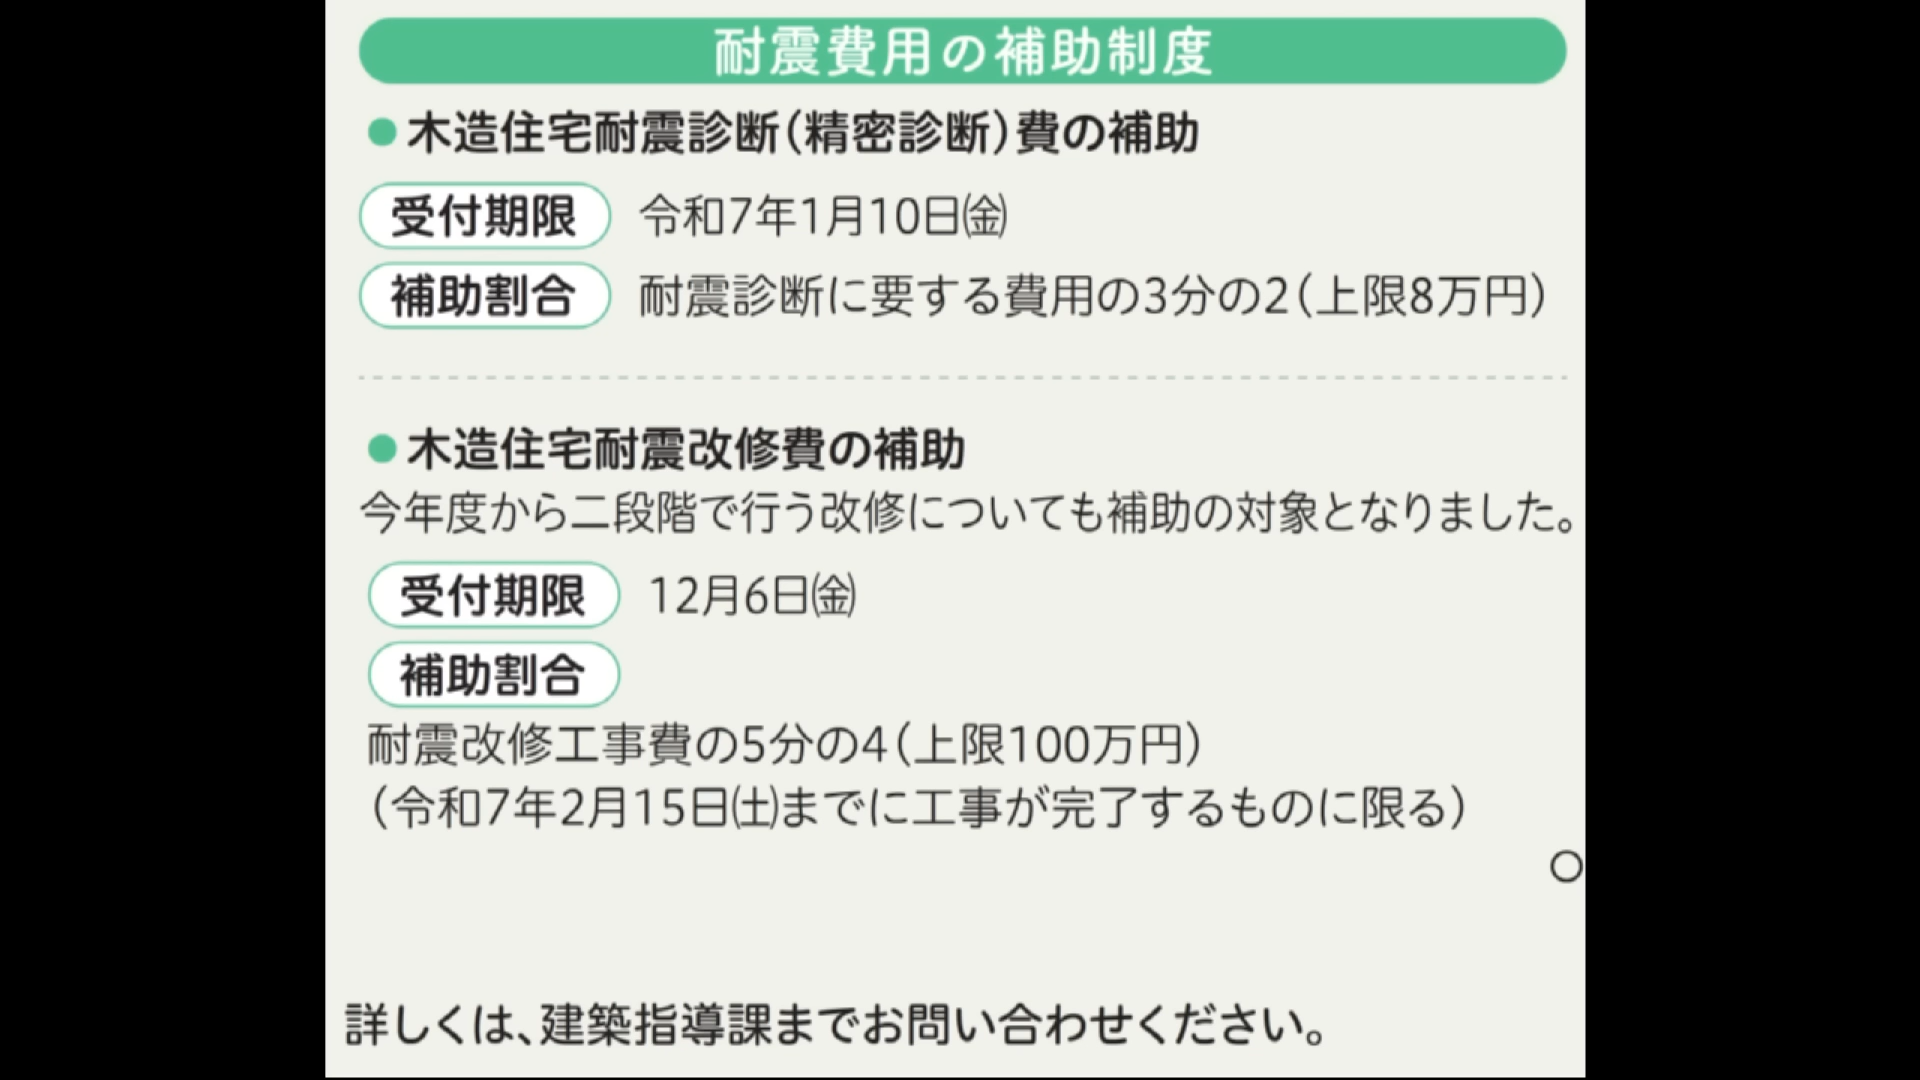 耐震費用の補助制度
●木造住宅耐震診断(精密診断)費の補助
受付期限 令和7年1月10日㈮
補助割合 耐震診断に要する費用の3分の2(上限8万円)
●木造住宅耐震改修費の補助
今年度から二段階で行う改修についても補助の対象となりました。
受付期限 12月6日㈮
補助割合
耐震改修工事費の5分の4(上限100万円)
(令和7年2月15日㈯までに工事が完了するものに限る)
詳しくは、建築指導課までお問い合わせください。